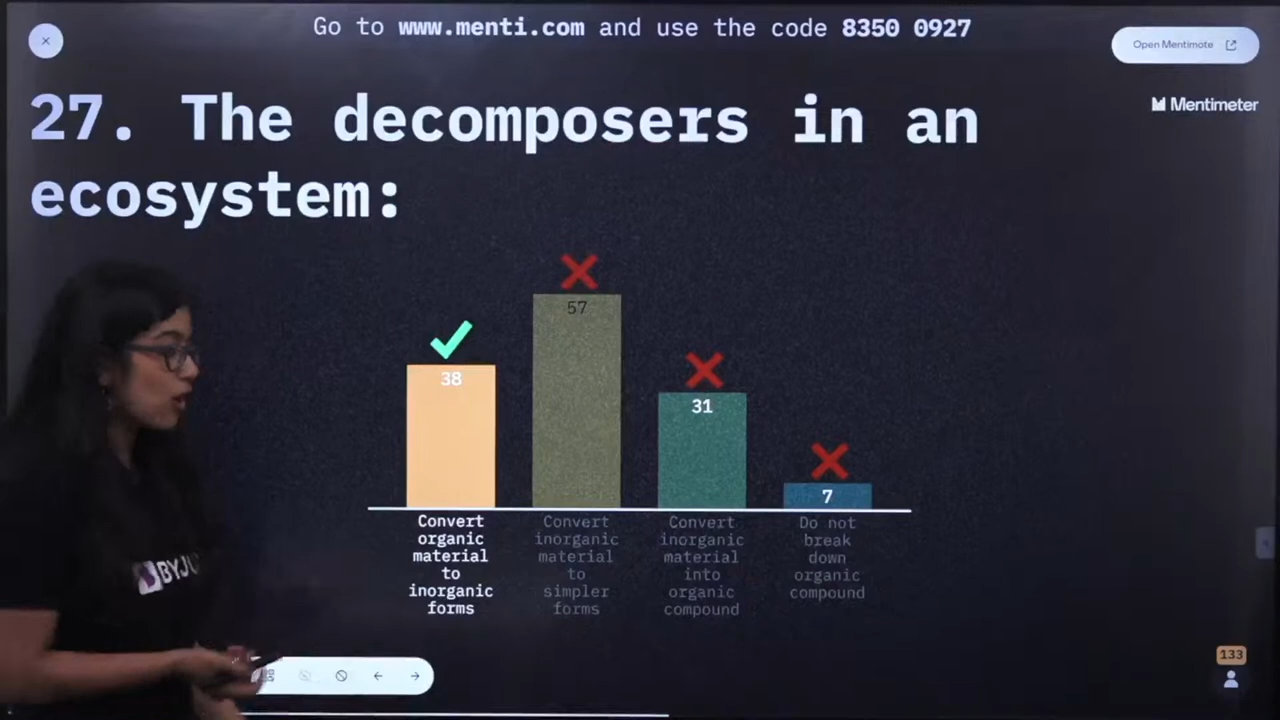 Go to www.menti.com and use the code 8350 0927
Open Mentimote
Mentimeter
27. The decomposers in an
ecosystem:
38
57
31
7
Convert
organic
material
to
inorganic
forms
Convert
inorganic
material
to
simpler
forms
Convert
inorganic
material
into
organic
compound
Do not
break
down
organic
compound
BYJU
133